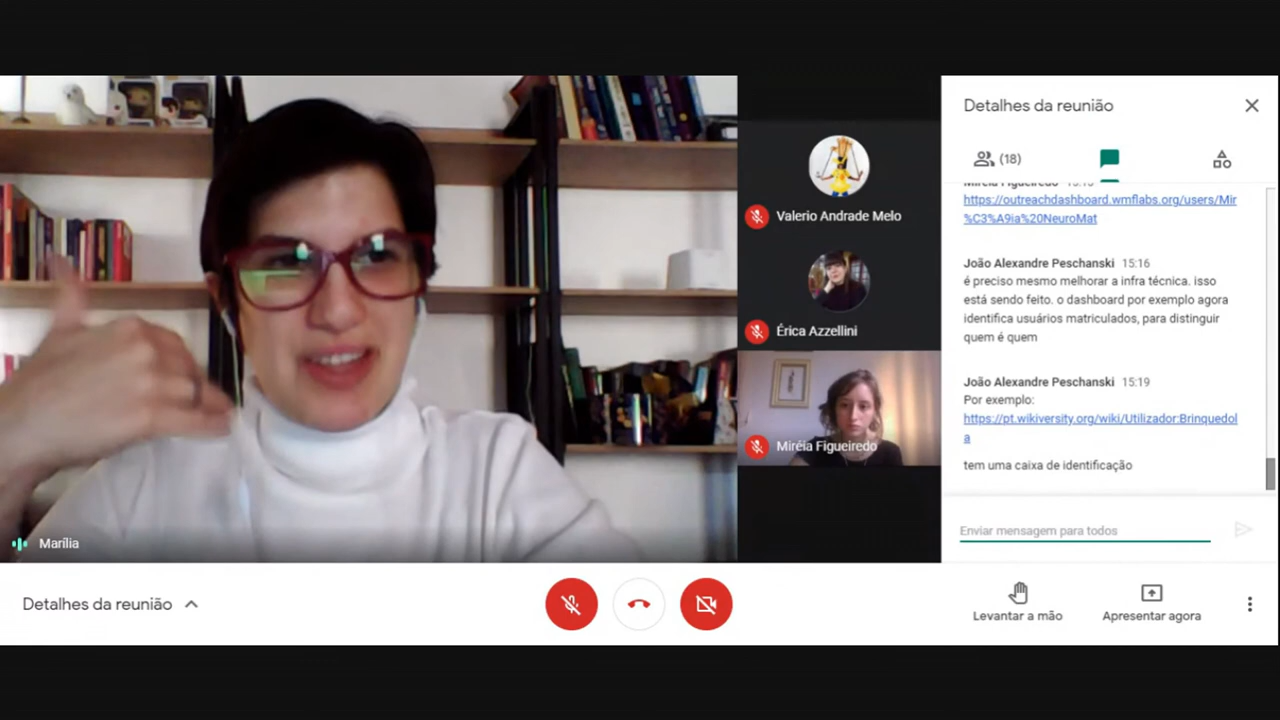 Marília
Valerio Andrade Melo
Érica Azzellini
Miréia Figueiredo
Detalhes da reunião
(18)
Miréia Figueiredo
https://outreachdashboard.wmflabs.org/users/Mir
%C3%A9ia%20NeuroMat
João Alexandre Peschanski 15:16
é preciso mesmo melhorar a infra técnica. isso
está sendo feito. o dashboard por exemplo agora
identifica usuários matriculados, para distinguir
quem é quem
João Alexandre Peschanski 15:19
Por exemplo:
https://pt.wikiversity.org/wiki/Utilizador:Brinquedol
a
tem uma caixa de identificação
Enviar mensagem para todos
Detalhes da reunião
Levantar a mão
Apresentar agora